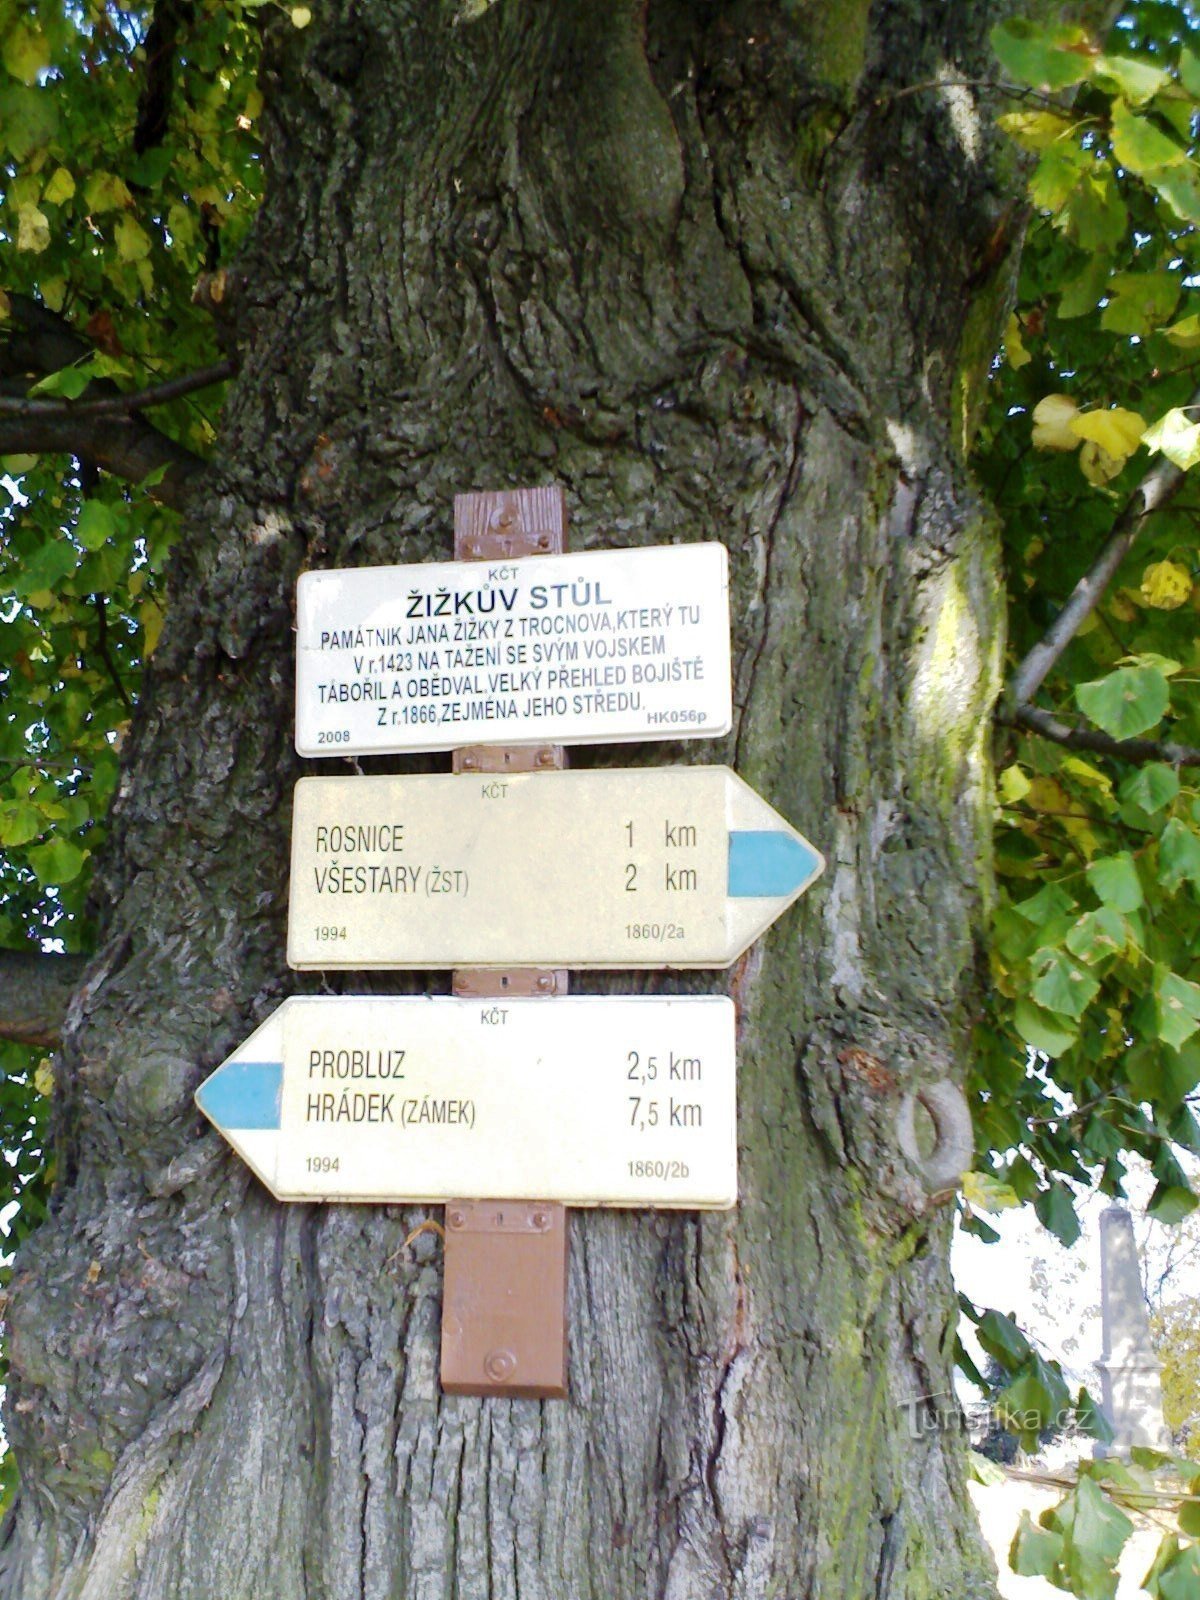 KČT
ŽIŽKŮV STŮL
PAMÁTNIK JANA ŽIŽKY Z TROCNOVA,KTERÝ TU
V r.1423 NA TAŽENÍ SE SVÝM VOJSKEM
TÁBOŘIL A OBĚDVAL,VELKÝ PŘEHLED BOJIŠTĚ
Z r.1866,ZEJMÉNA JEHO STŘEDU.
2008 HK056p
KČT
ROSNICE 1 km
VŠESTARY (ŽST) 2 km
1994 1860/2a
KČT
PROBLUZ 2,5 km
HRÁDEK (ZÁMEK) 7,5 km
1994 1860/2b
Turistika.cz